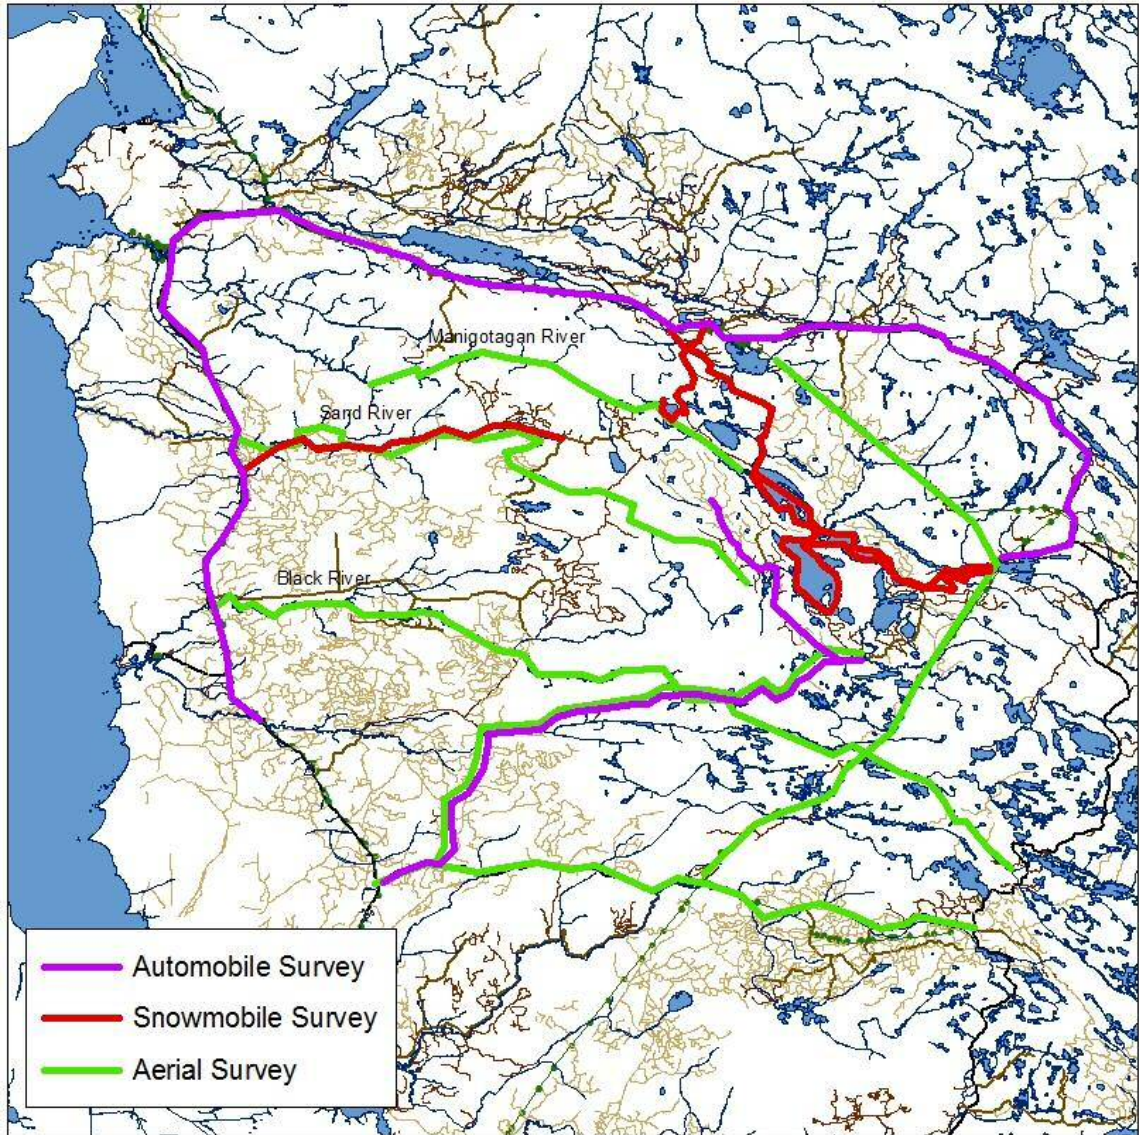 Manigotagan River
Sand River
Black River
Automobile Survey
Snowmobile Survey
Aerial Survey